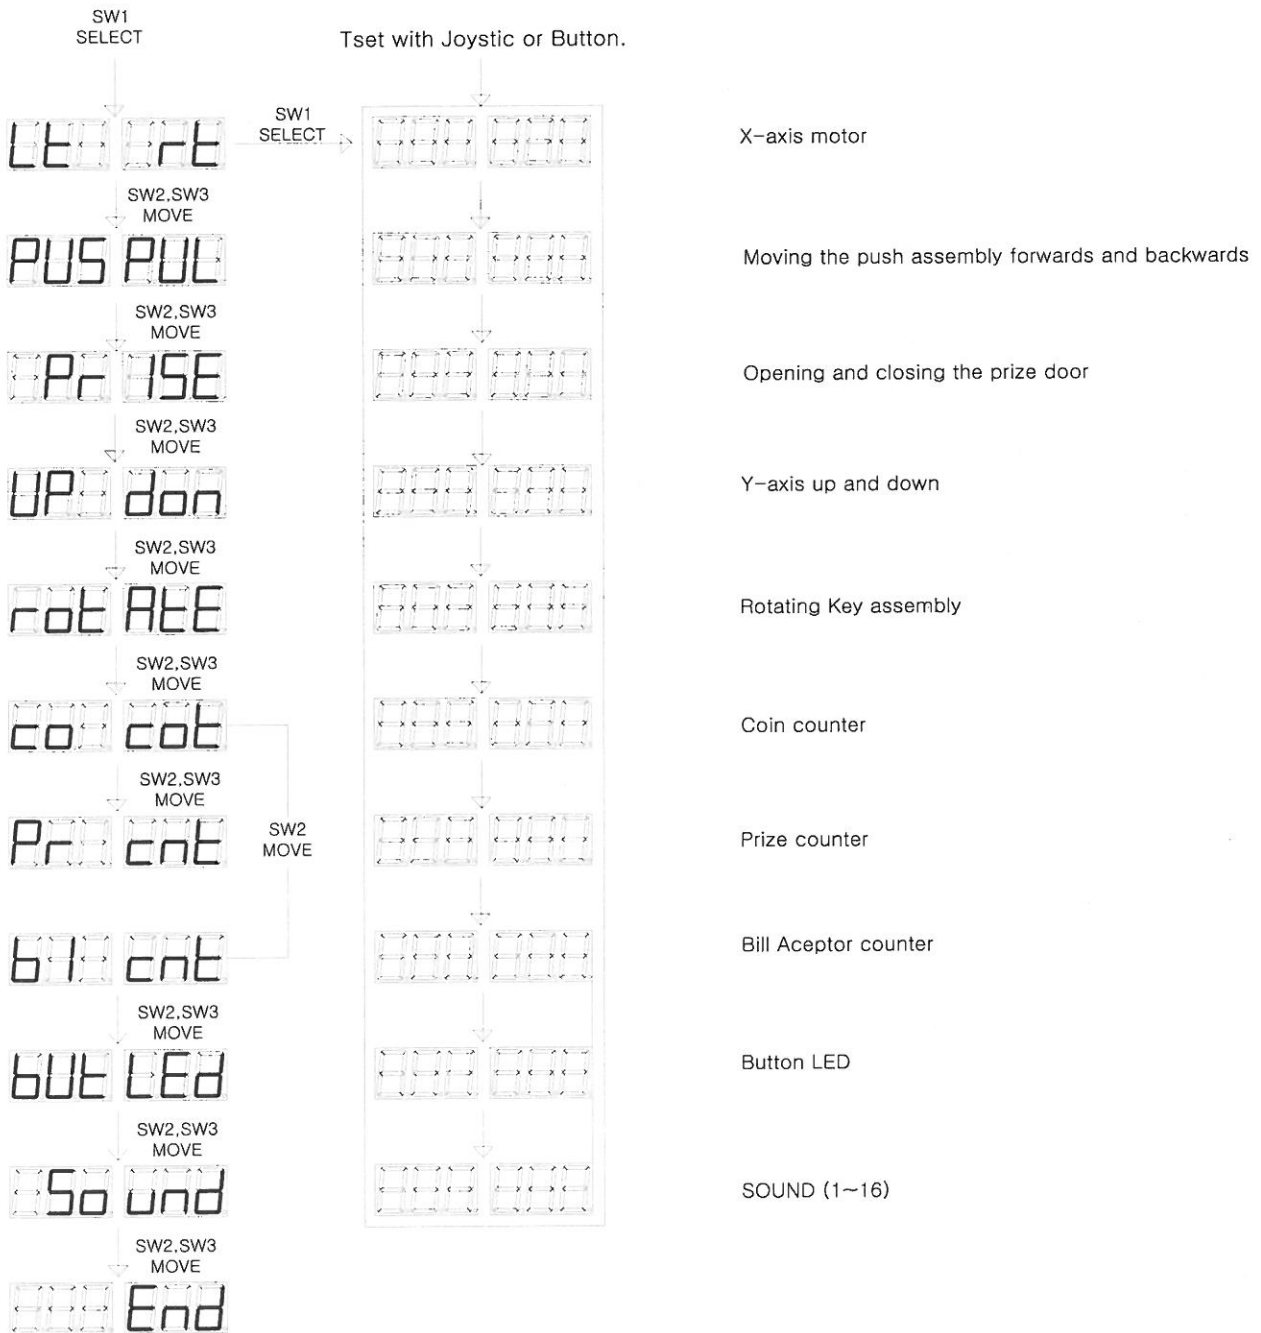 SW1
SELECT
Tset with Joystic or Button.
Lt rt
SW1
SELECT
X-axis motor
SW2,SW3
MOVE
PUS PUL
Moving the push assembly forwards and backwards
SW2,SW3
MOVE
Pr ISE
Opening and closing the prize door
SW2,SW3
MOVE
UP don
Y-axis up and down
SW2,SW3
MOVE
rot AtE
Rotating Key assembly
SW2,SW3
MOVE
co cot
Coin counter
SW2,SW3
MOVE
Pr cnt
SW2
MOVE
Prize counter
bI cnt
Bill Aceptor counter
SW2,SW3
MOVE
bUt LEd
Button LED
SW2,SW3
MOVE
So und
SOUND (1~16)
SW2,SW3
MOVE
End